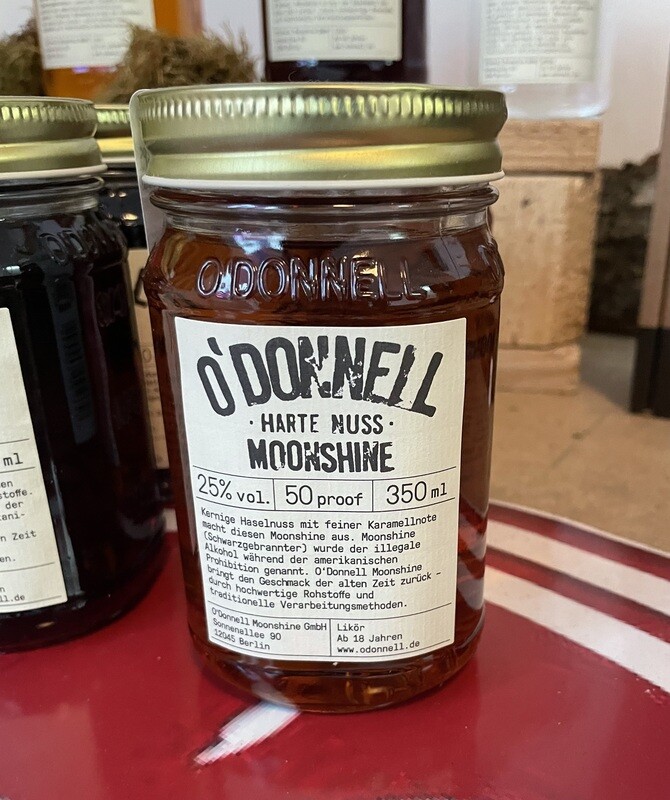 O'DONNELL
O'DONNELL
· HARTE NUSS ·
MOONSHINE
25% vol. 50 proof 350 ml
Kernige Haselnuss mit feiner Karamellnote
macht diesen Moonshine aus. Moonshine
(Schwarzgebrannter) wurde der illegale
Alkohol während der amerikanischen
Prohibition genannt. O'Donnell Moonshine
bringt den Geschmack der alten Zeit zurück –
durch hochwertige Rohstoffe und
traditionelle Verarbeitungsmethoden.
O'Donnell Moonshine GmbH
Sonnenallee 90
12045 Berlin
Likör
Ab 18 Jahren
www.odonnell.de
ml